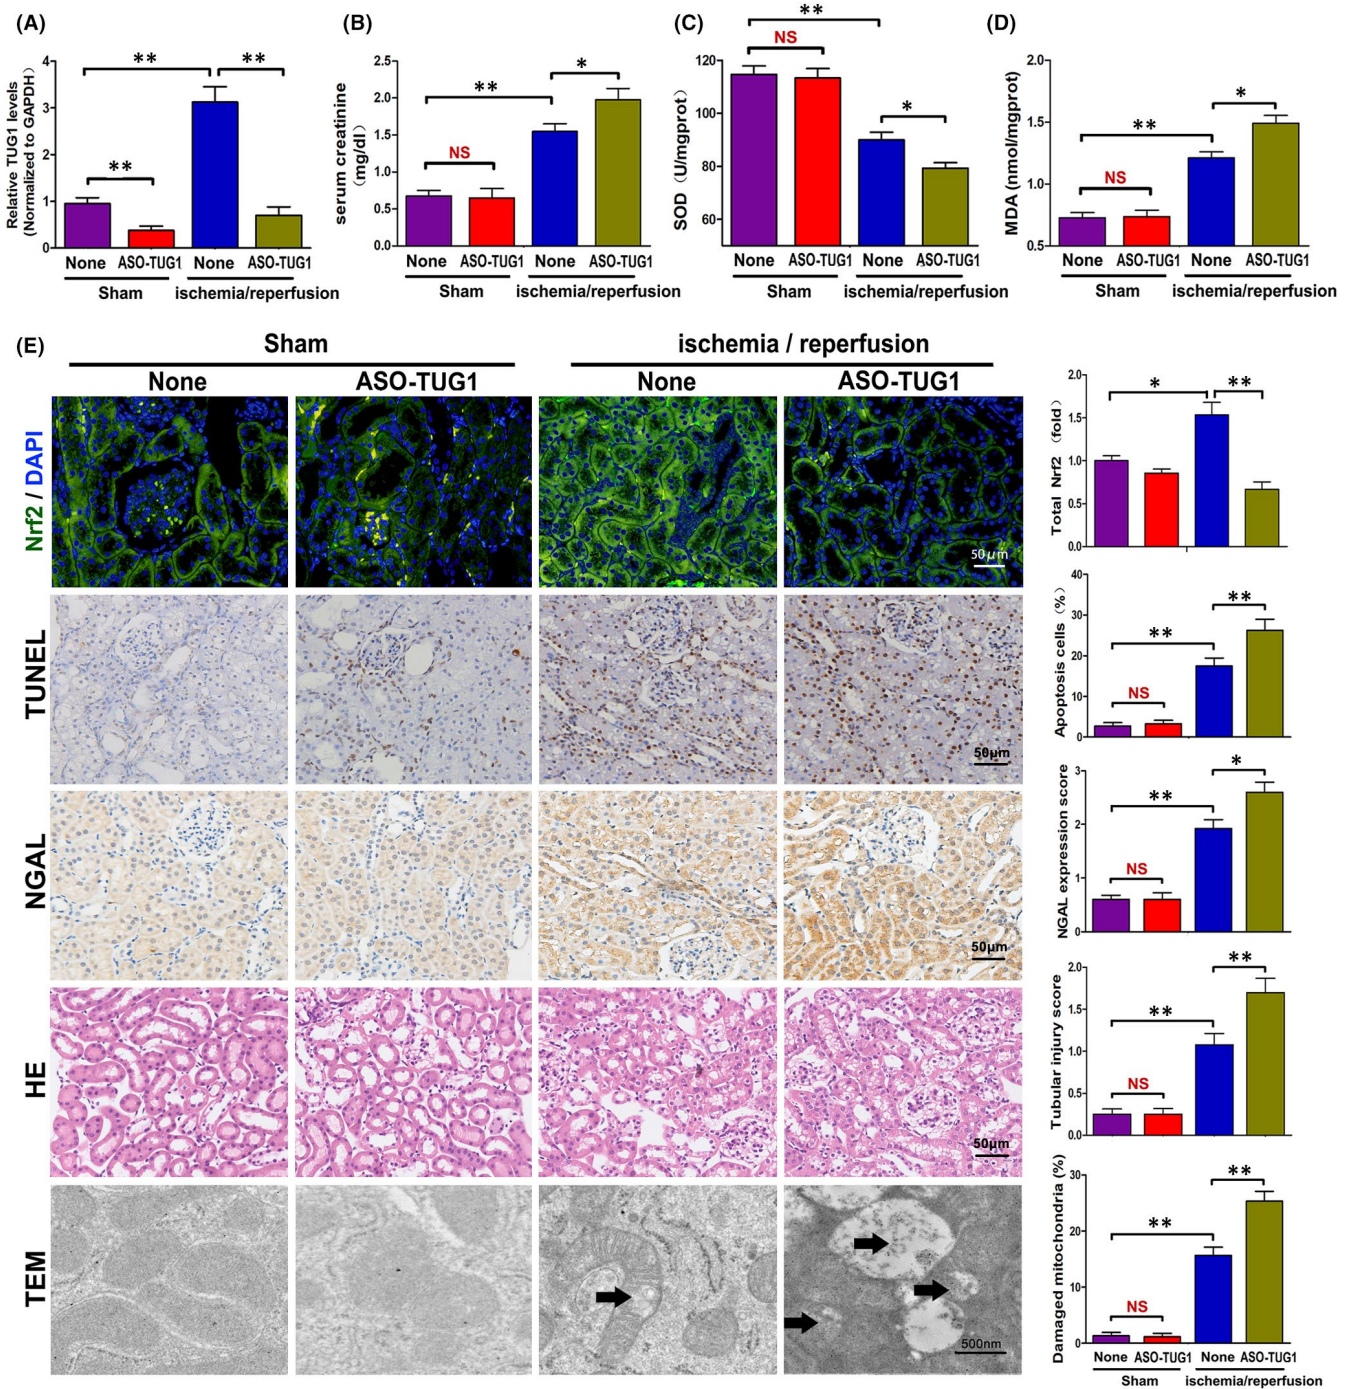 (A)
Relative TUG1 levels
(Normalized to GAPDH)
4
3
2
1
0
**
**
**
None ASO-TUG1 None ASO-TUG1
Sham ischemia/reperfusion
(B)
serum creatinine
(mg/dl)
2.5
2.0
1.5
1.0
0.5
0.0
NS
**
*
None ASO-TUG1 None ASO-TUG1
Sham ischemia/reperfusion
(C)
SOD (U/mgprot)
120
100
80
60
**
NS
*
None ASO-TUG1 None ASO-TUG1
Sham ischemia/reperfusion
(D)
MDA (nmol/mgprot)
2.0
1.5
1.0
0.5
NS
**
*
None ASO-TUG1 None ASO-TUG1
Sham ischemia/reperfusion
(E)
Sham ischemia / reperfusion
None ASO-TUG1 None ASO-TUG1
Nrf2 / DAPI
50μm
Total Nrf2 (fold)
2.0
1.5
1.0
0.5
0.0
*
**
TUNEL
50μm
Apoptosis cells (%)
40
30
20
10
0
NS
**
**
NGAL
50μm
NGAL expression score
3
2
1
0
NS
**
*
HE
50μm
Tubular injury score
2.0
1.5
1.0
0.5
0.0
NS
**
**
TEM
500nm
Damaged mitochondria (%)
30
20
10
0
NS
**
**
None ASO-TUG1 None ASO-TUG1
Sham ischemia/reperfusion